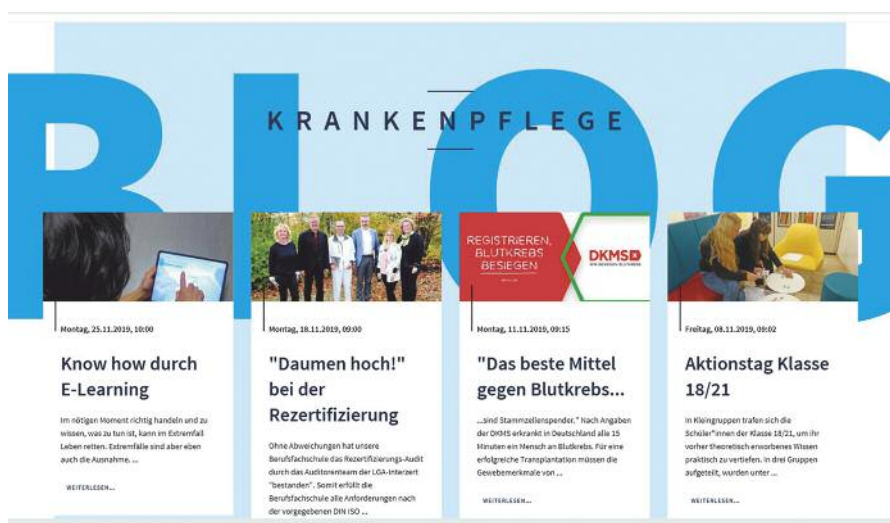 BLOG
KRANKENPFLEGE
REGISTRIEREN,
BLUTKREBS
BESIEGEN
DKMS
WIR BESIEGEN BLUTKREBS
Montag, 25.11.2019, 10:00
Know how durch
E-Learning
Im nötigen Moment richtig handeln und zu
wissen, was zu tun ist, kann im Extremfall
Leben retten. Extremfälle sind aber eben
auch die Ausnahme. ...
WEITERLESEN...
Montag, 18.11.2019, 09:00
"Daumen hoch!"
bei der
Rezertifizierung
Ohne Abweichungen hat unsere
Berufsfachschule das Rezertifizierungs-Audit
durch das Auditorenteam der LGA-Interzert
"bestanden". Somit erfüllt die
Berufsfachschule alle Anforderungen nach
der vorgegebenen DIN ISO ...
Montag, 11.11.2019, 09:15
"Das beste Mittel
gegen Blutkrebs...
...sind Stammzellenspender." Nach Angaben
der DKMS erkrankt in Deutschland alle 15
Minuten ein Mensch an Blutkrebs. Für eine
erfolgreiche Transplantation müssen die
Gewebemerkmale von ...
WEITERLESEN...
Freitag, 08.11.2019, 09:02
Aktionstag Klasse
18/21
In Kleingruppen trafen sich die
Schüler*innen der Klasse 18/21, um ihr
vorher theoretisch erworbenes Wissen
praktisch zu vertiefen. In drei Gruppen
aufgeteilt, wurden unter ...
WEITERLESEN...